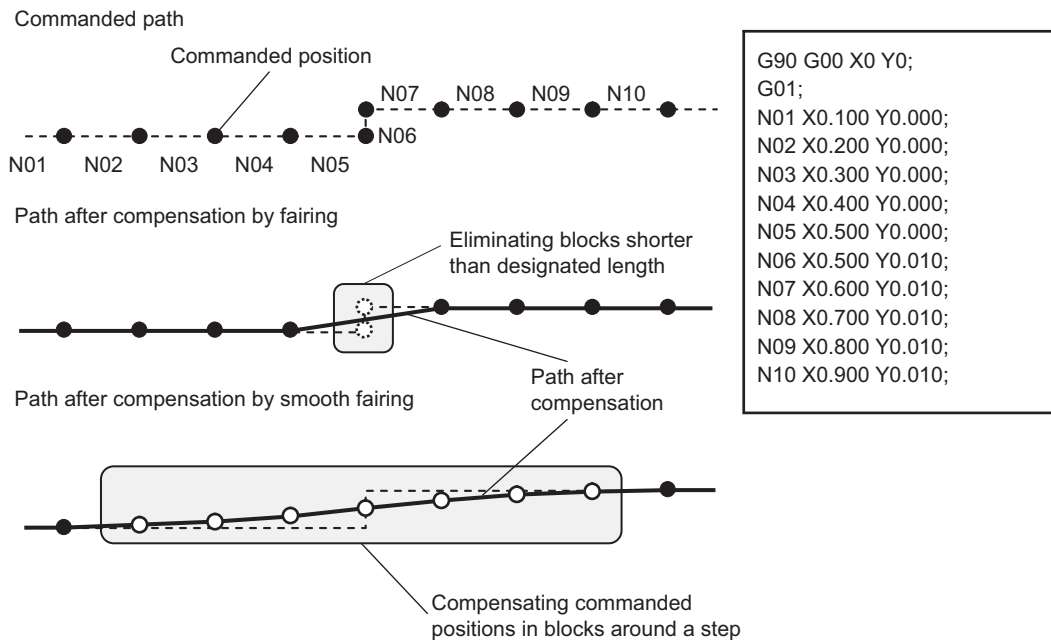 Commanded path
Commanded position
N07 N08 N09 N10
N06
N01 N02 N03 N04 N05
Path after compensation by fairing
Eliminating blocks shorter
than designated length
Path after
compensation
Path after compensation by smooth fairing
Compensating commanded
positions in blocks around a step
G90 G00 X0 Y0;
G01;
N01 X0.100 Y0.000;
N02 X0.200 Y0.000;
N03 X0.300 Y0.000;
N04 X0.400 Y0.000;
N05 X0.500 Y0.000;
N06 X0.500 Y0.010;
N07 X0.600 Y0.010;
N08 X0.700 Y0.010;
N09 X0.800 Y0.010;
N10 X0.900 Y0.010;